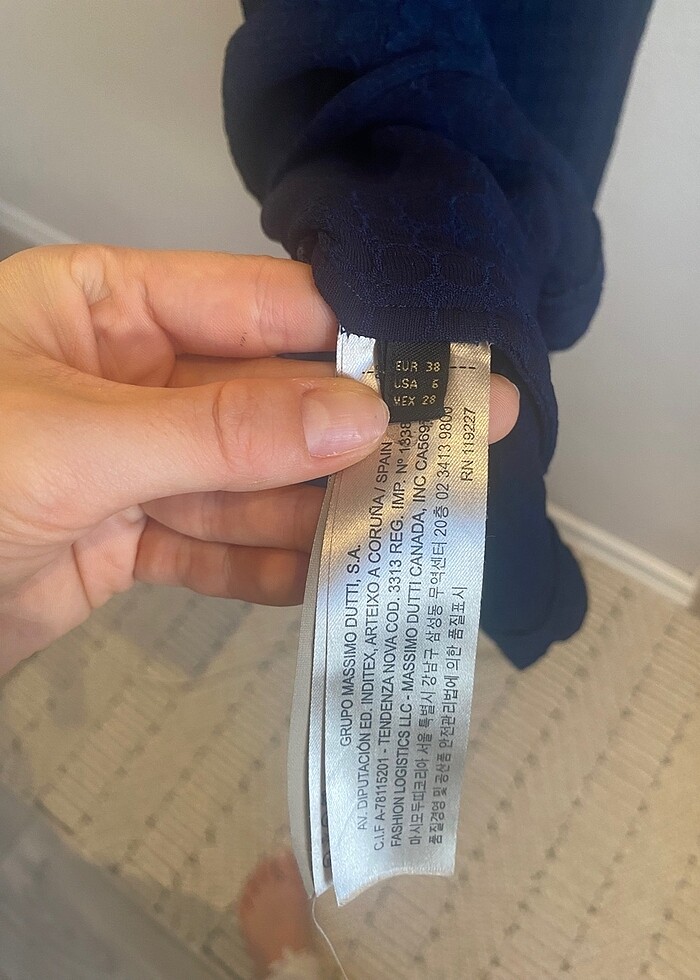 EUR 38
USA 6
MEX 28
GRUPO MASSIMO DUTTI, S.A.
AV. DIPUTACIÓN ED. INDITEX, ARTEIXO A CORUÑA / SPAIN
C.I.F A-78115201 - TENDENZA NOVA COD. 3313 REG. IMP. Nº 1338
FASHION LOGISTICS LLC - MASSIMO DUTTI CANADA, INC CA569
마시모두띠코리아 서울 특별시 강남구 삼성동 무역센터 20층 02 3413 980
품질경영 및 공산품 안전관리법에 의한 품질표시
RN 119227